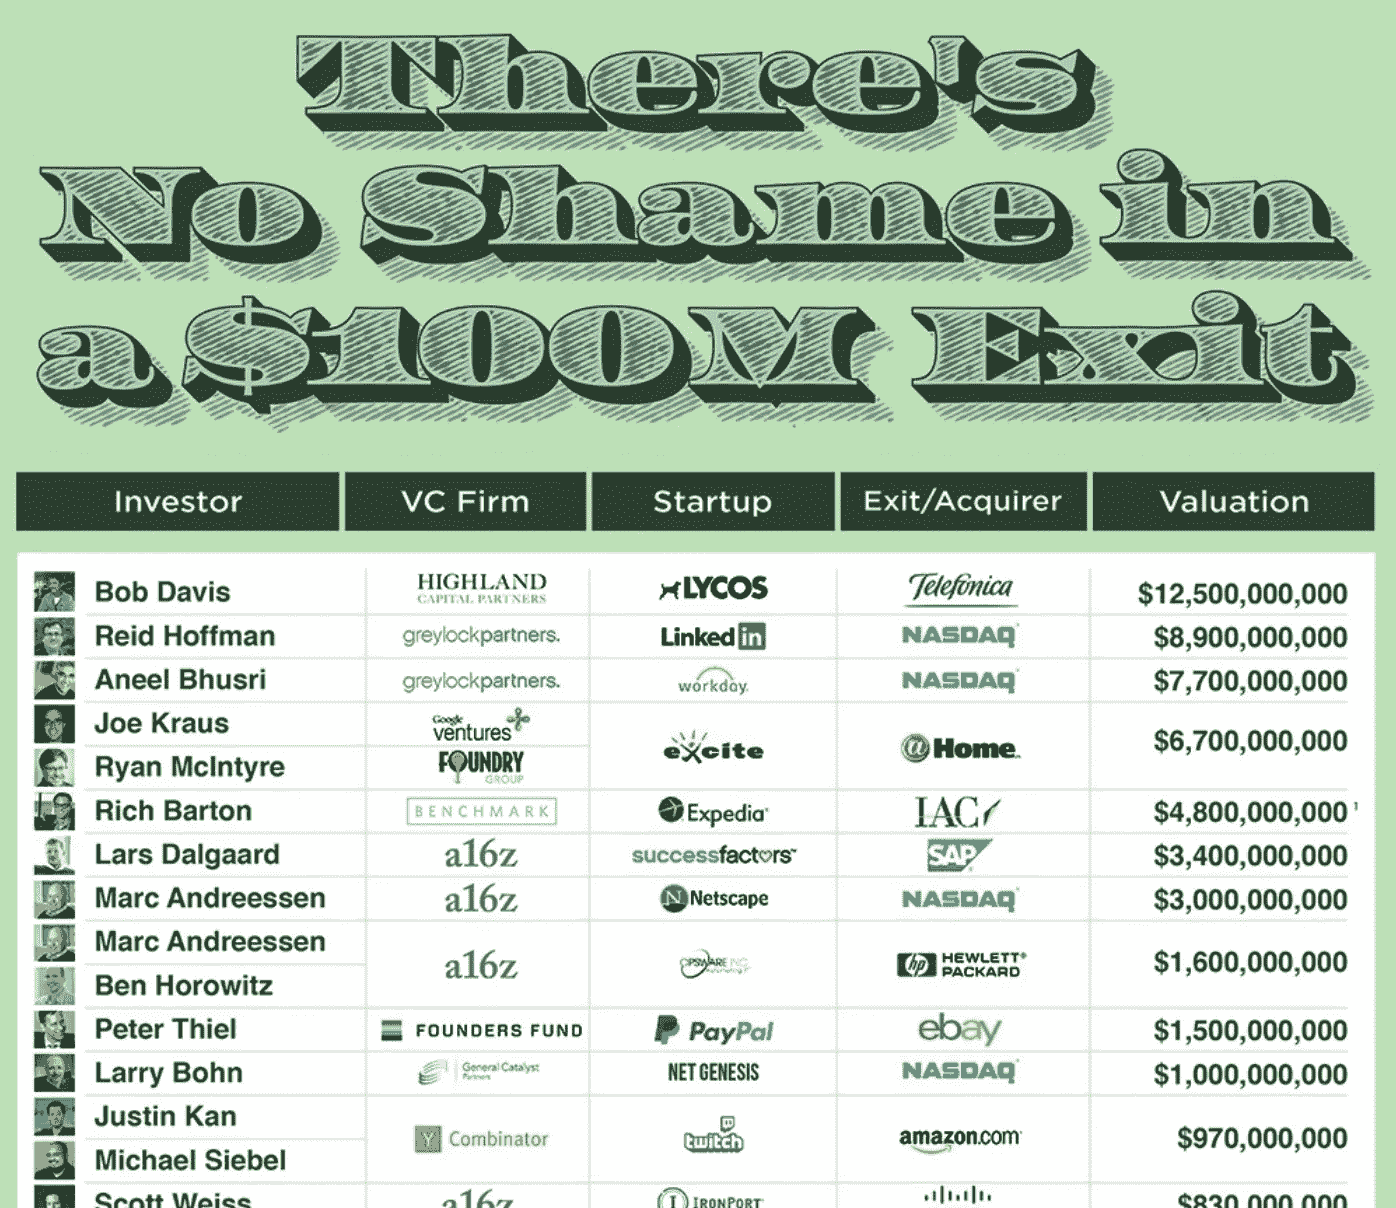 There's
No Shame in
a $100M Exit
Investor VC Firm Startup Exit/Acquirer Valuation
Bob Davis HIGHLAND CAPITAL PARTNERS LYCOS Telefónica $12,500,000,000
Reid Hoffman greylockpartners. Linked in NASDAQ $8,900,000,000
Aneel Bhusri greylockpartners. workday. NASDAQ $7,700,000,000
Joe Kraus Google ventures excite @Home $6,700,000,000
Ryan McIntyre FOUNDRY GROUP
Rich Barton BENCHMARK Expedia IAC $4,800,000,000 1
Lars Dalgaard a16z successfactors SAP $3,400,000,000
Marc Andreessen a16z N Netscape NASDAQ $3,000,000,000
Marc Andreessen a16z OPSWARE INC. hp HEWLETT PACKARD $1,600,000,000
Ben Horowitz
Peter Thiel FOUNDERS FUND PayPal ebay $1,500,000,000
Larry Bohn General Catalyst Partners NET GENESIS NASDAQ $1,000,000,000
Justin Kan Y Combinator twitch amazon.com $970,000,000
Michael Siebel
Scott Weiss a16z IRONPORT $830,000,000